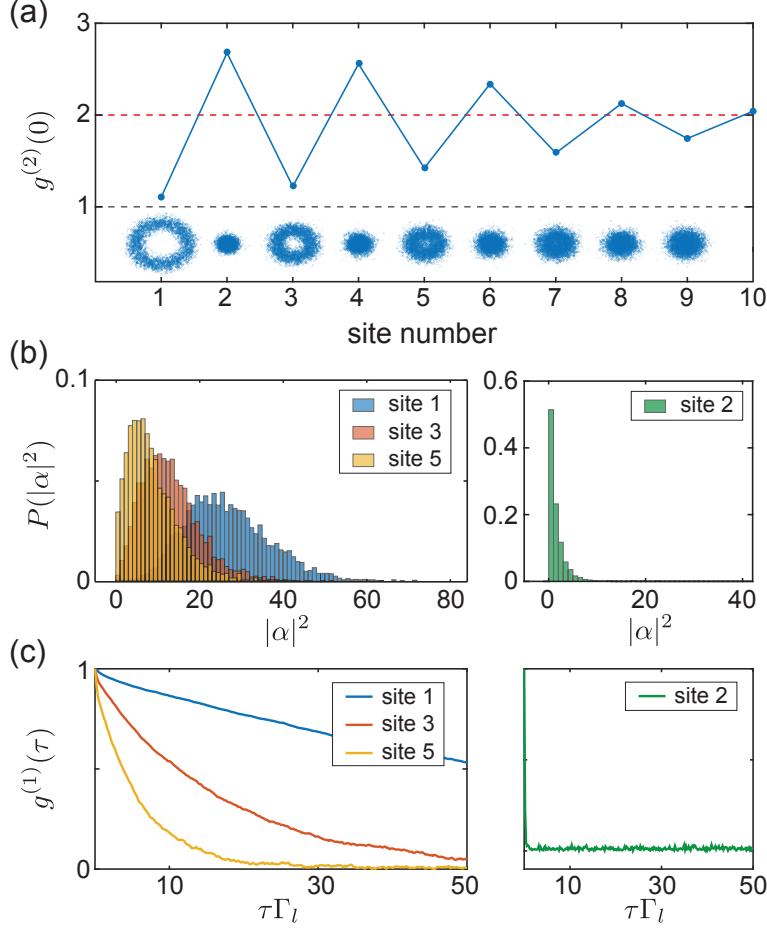 (a)
3
2
1
g^{(2)}(0)
1 2 3 4 5 6 7 8 9 10
site number
(b)
0.1
0
P(|α|^2)
site 1
site 3
site 5
0 20 40 60 80
|α|^2
0.6
0.4
0.2
0
site 2
0 20 40
|α|^2
(c)
1
0
g^{(1)}(τ)
site 1
site 3
site 5
10 30 50
τΓ_l
site 2
10 30 50
τΓ_l